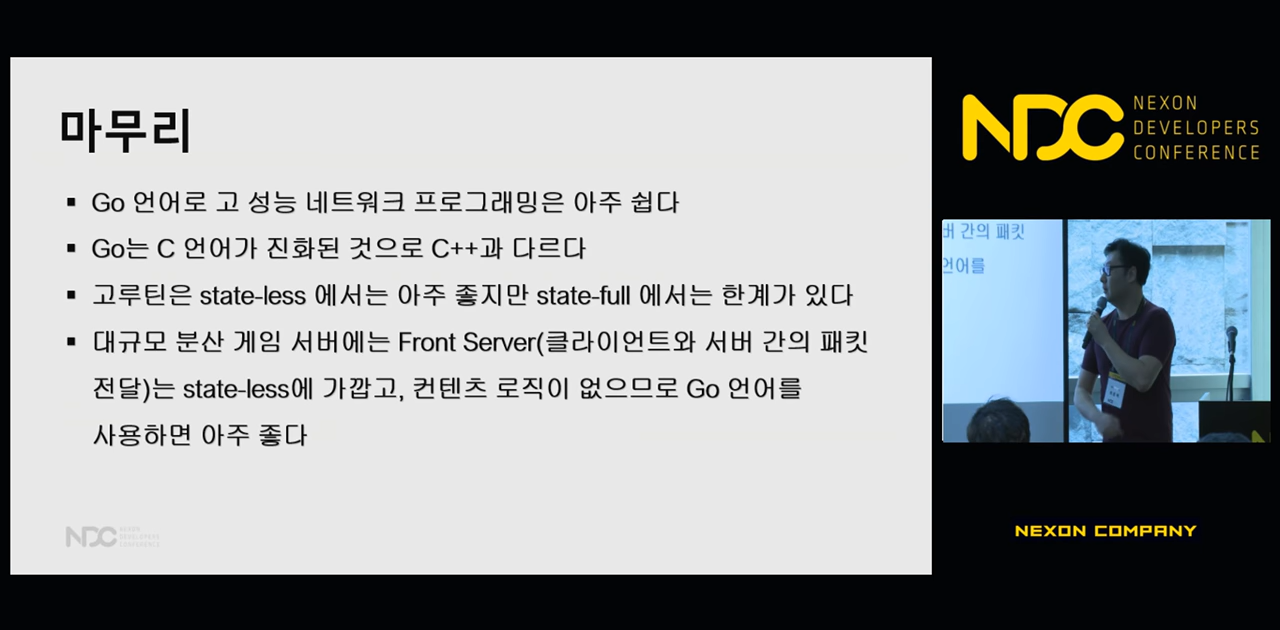 마무리
▪ Go 언어로 고 성능 네트워크 프로그래밍은 아주 쉽다
▪ Go는 C 언어가 진화된 것으로 C++과 다르다
▪ 고루틴은 state-less 에서는 아주 좋지만 state-full 에서는 한계가 있다
▪ 대규모 분산 게임 서버에는 Front Server(클라이언트와 서버 간의 패킷
전달)는 state-less에 가깝고, 컨텐츠 로직이 없으므로 Go 언어를
사용하면 아주 좋다
NDC
NEXON
DEVELOPERS
CONFERENCE
NDC NEXON
DEVELOPERS
CONFERENCE
버 간의 패킷
언어를
NEXON COMPANY